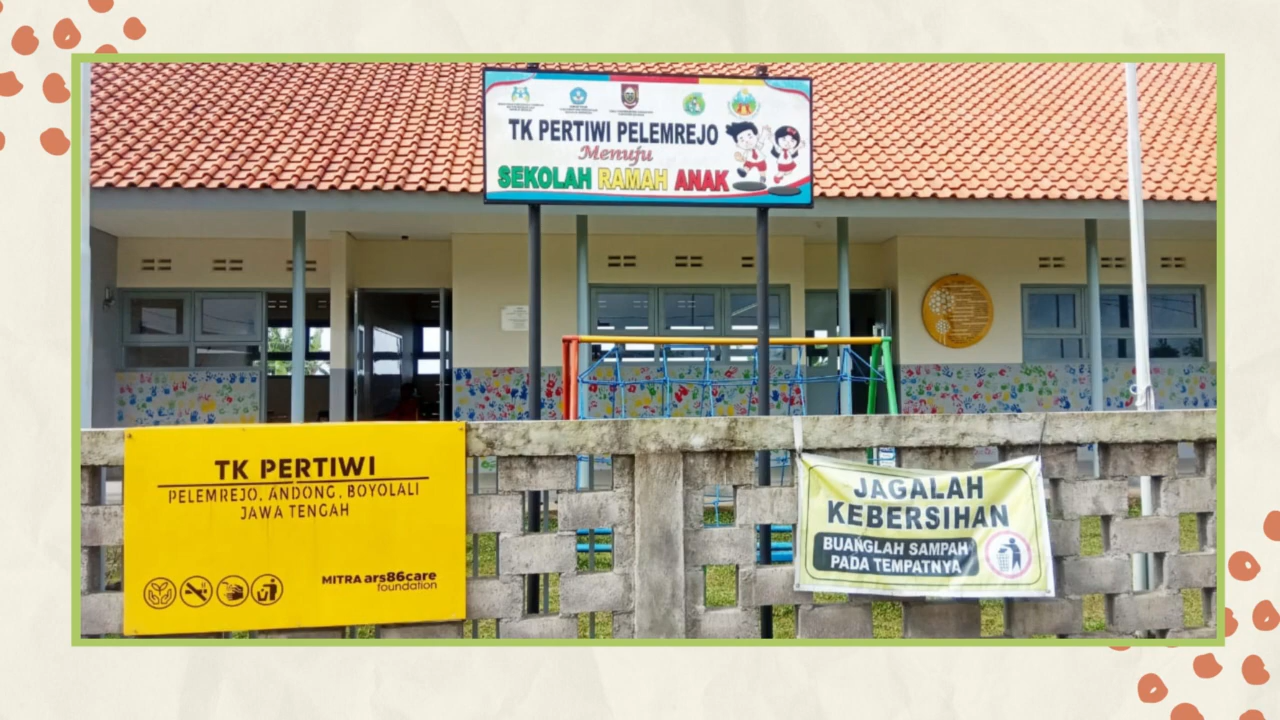 TK PERTIWI PELEMREJO
Menuju
SEKOLAH RAMAH ANAK
TK PERTIWI
PELEMREJO, ANDONG, BOYOLALI
JAWA TENGAH
MITRA ars86care
foundation
JAGALAH
KEBERSIHAN
BUANGLAH SAMPAH
PADA TEMPATNYA